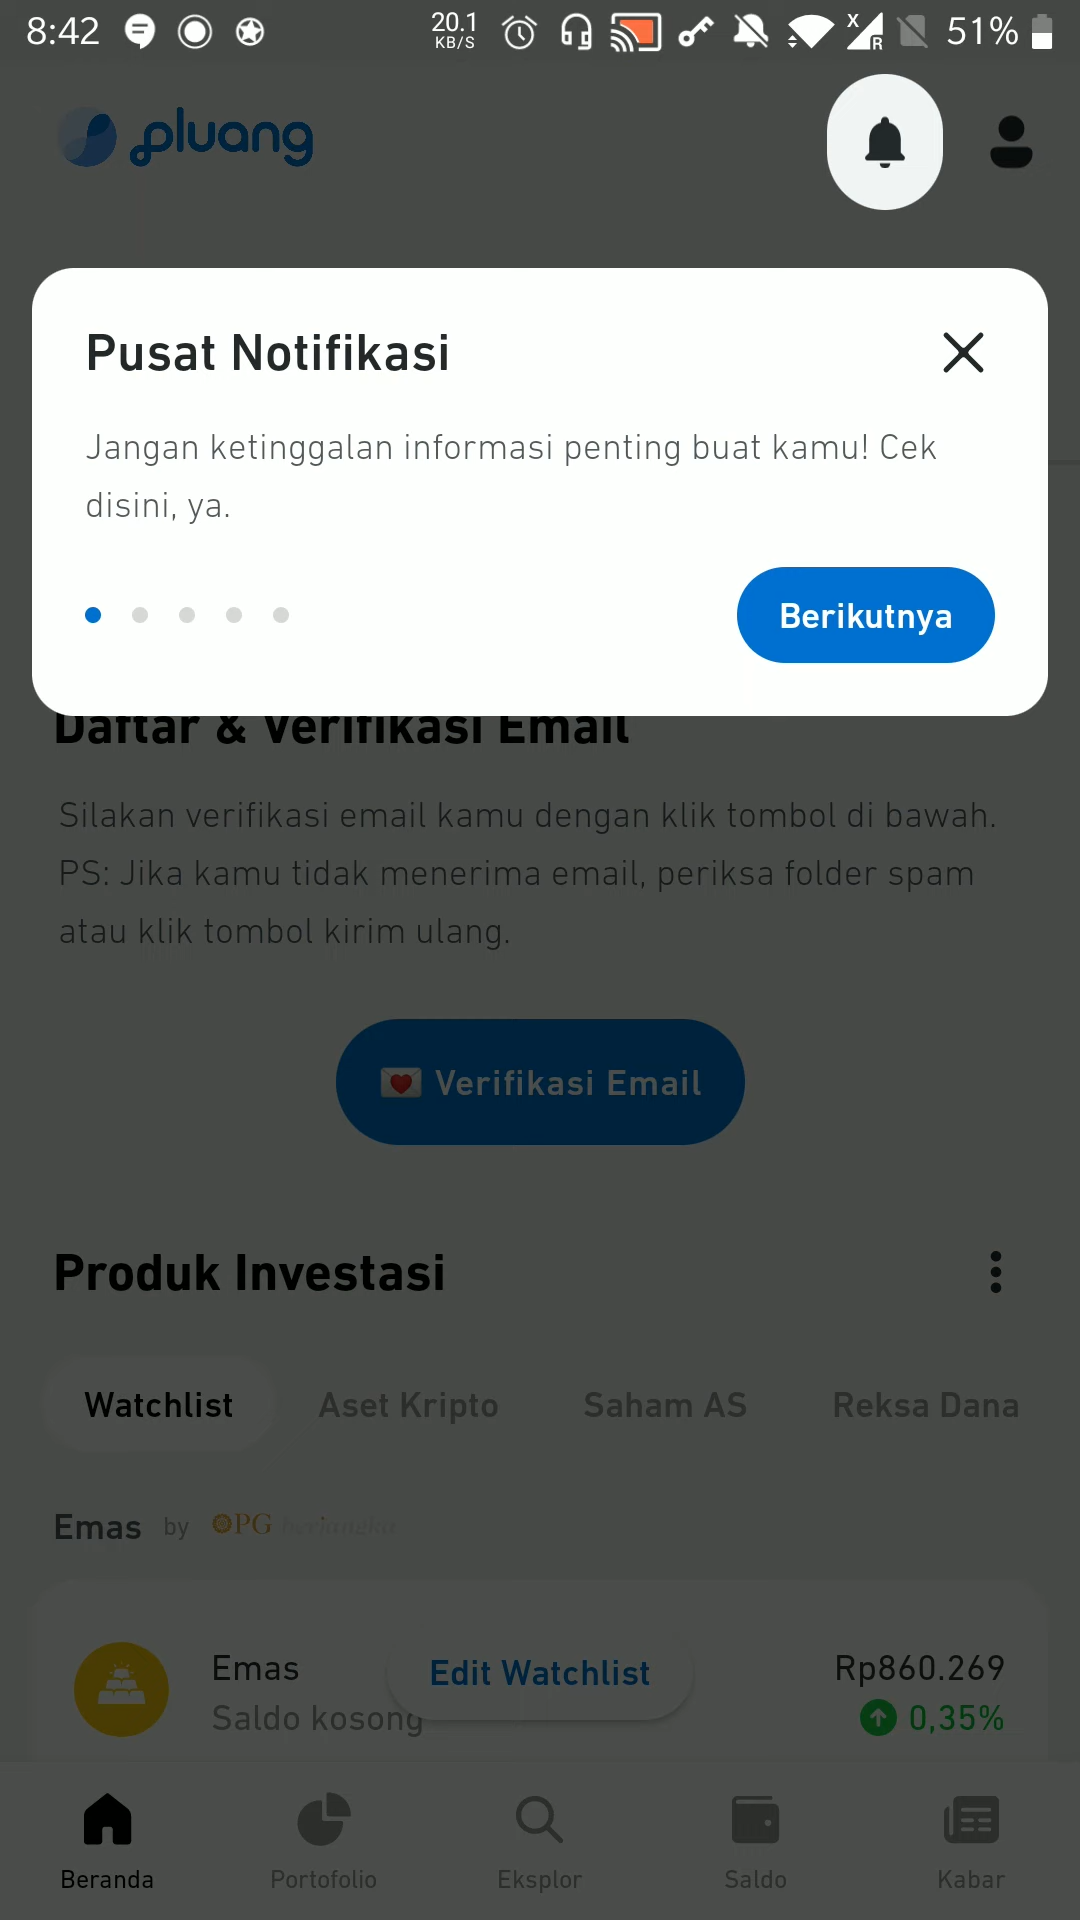 8:42 20.1 KB/S X R 51%
pluang
Pusat Notifikasi
Jangan ketinggalan informasi penting buat kamu! Cek
disini, ya.
Berikutnya
Daftar & Verifikasi Email
Silakan verifikasi email kamu dengan klik tombol di bawah.
PS: Jika kamu tidak menerima email, periksa folder spam
atau klik tombol kirim ulang.
Verifikasi Email
Produk Investasi
Watchlist Aset Kripto Saham AS Reksa Dana
Emas by PG berjangka
Emas Rp860.269
Edit Watchlist
Saldo kosong 0,35%
Beranda Portofolio Eksplor Saldo Kabar